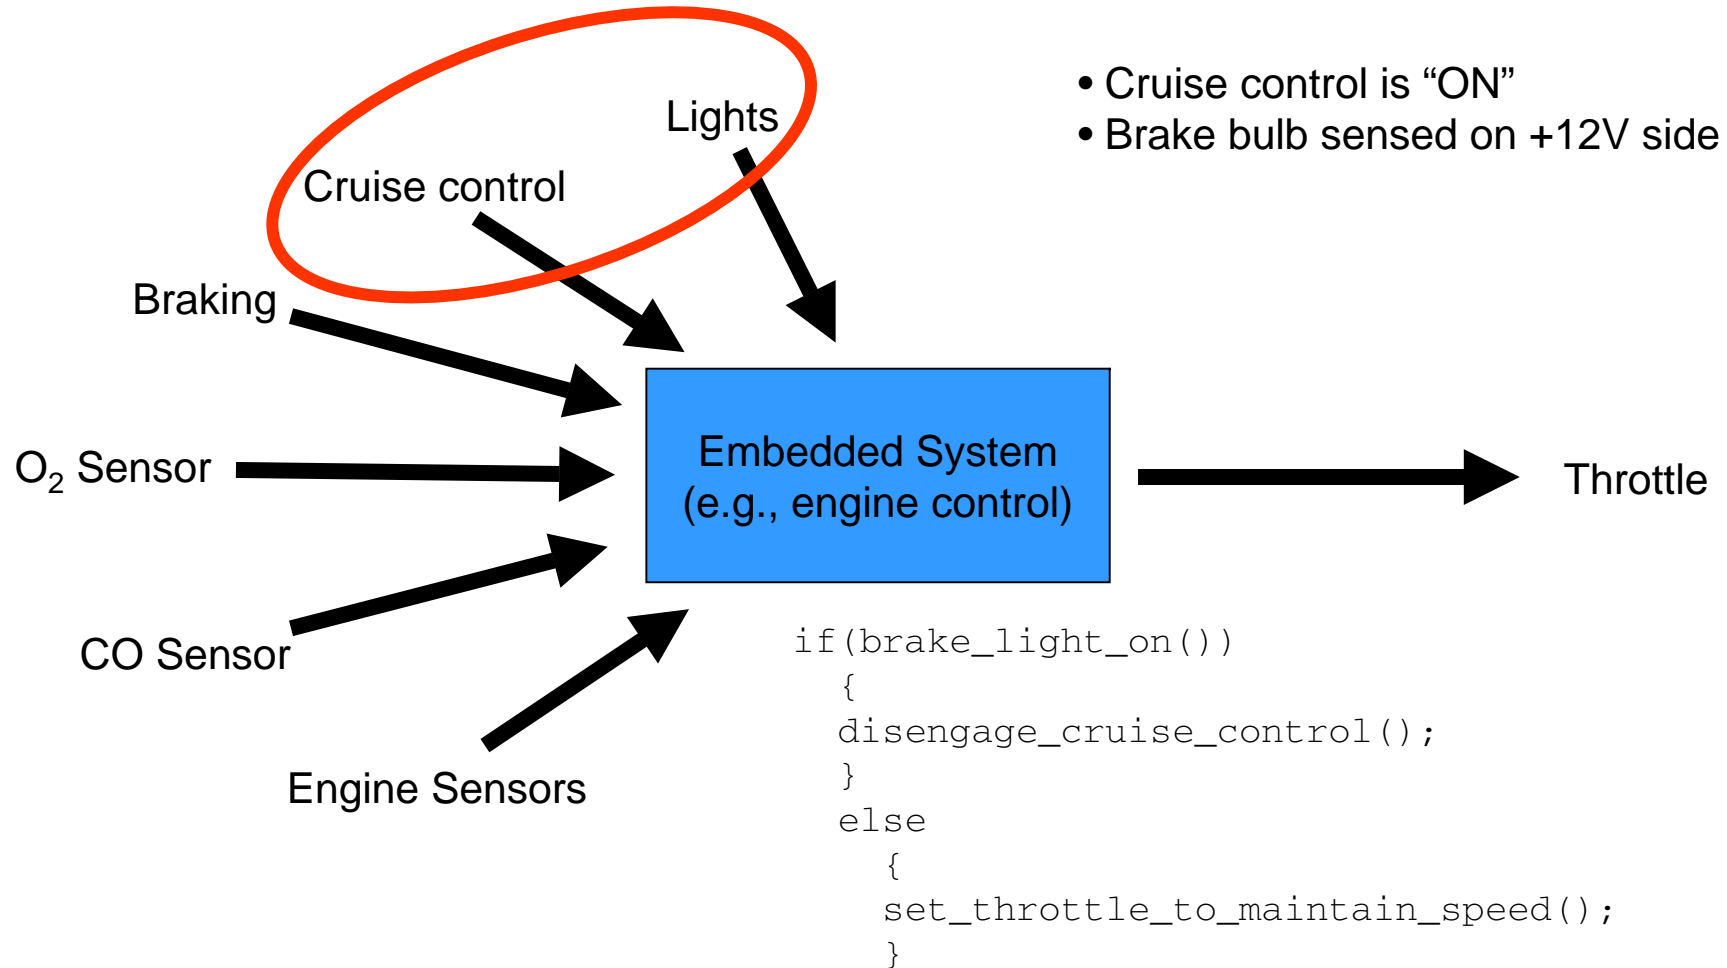 • Cruise control is “ON”
• Brake bulb sensed on +12V side
Lights
Cruise control
Braking
O₂ Sensor
CO Sensor
Engine Sensors
Embedded System
(e.g., engine control)
Throttle
if(brake_light_on())
{
disengage_cruise_control();
}
else
{
set_throttle_to_maintain_speed();
}